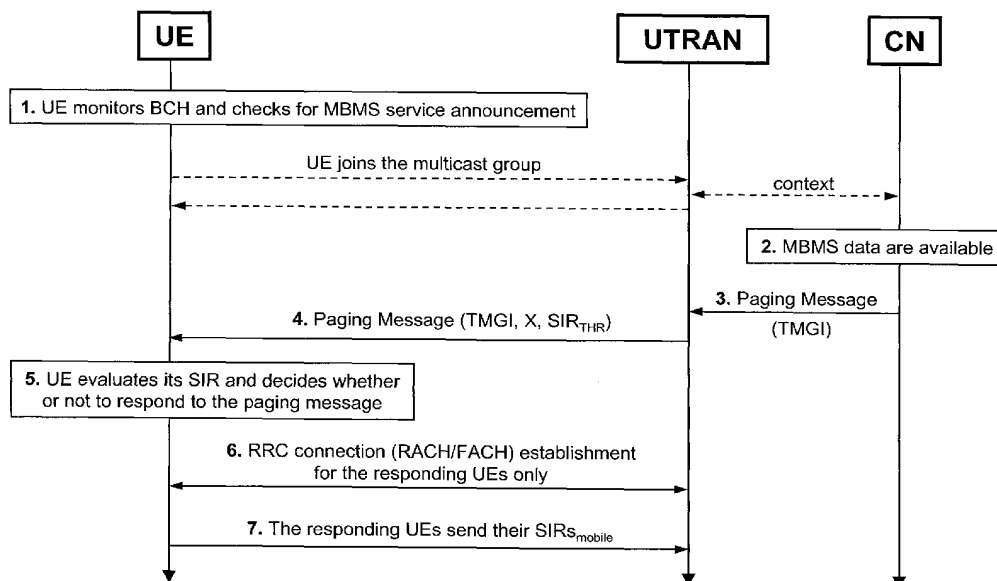 UE
UTRAN
CN
1. UE monitors BCH and checks for MBMS service announcement
UE joins the multicast group
context
2. MBMS data are available
3. Paging Message
(TMGI)
4. Paging Message (TMGI, X, SIRTHR)
5. UE evaluates its SIR and decides whether
or not to respond to the paging message
6. RRC connection (RACH/FACH) establishment
for the responding UEs only
7. The responding UEs send their SIRsmobile